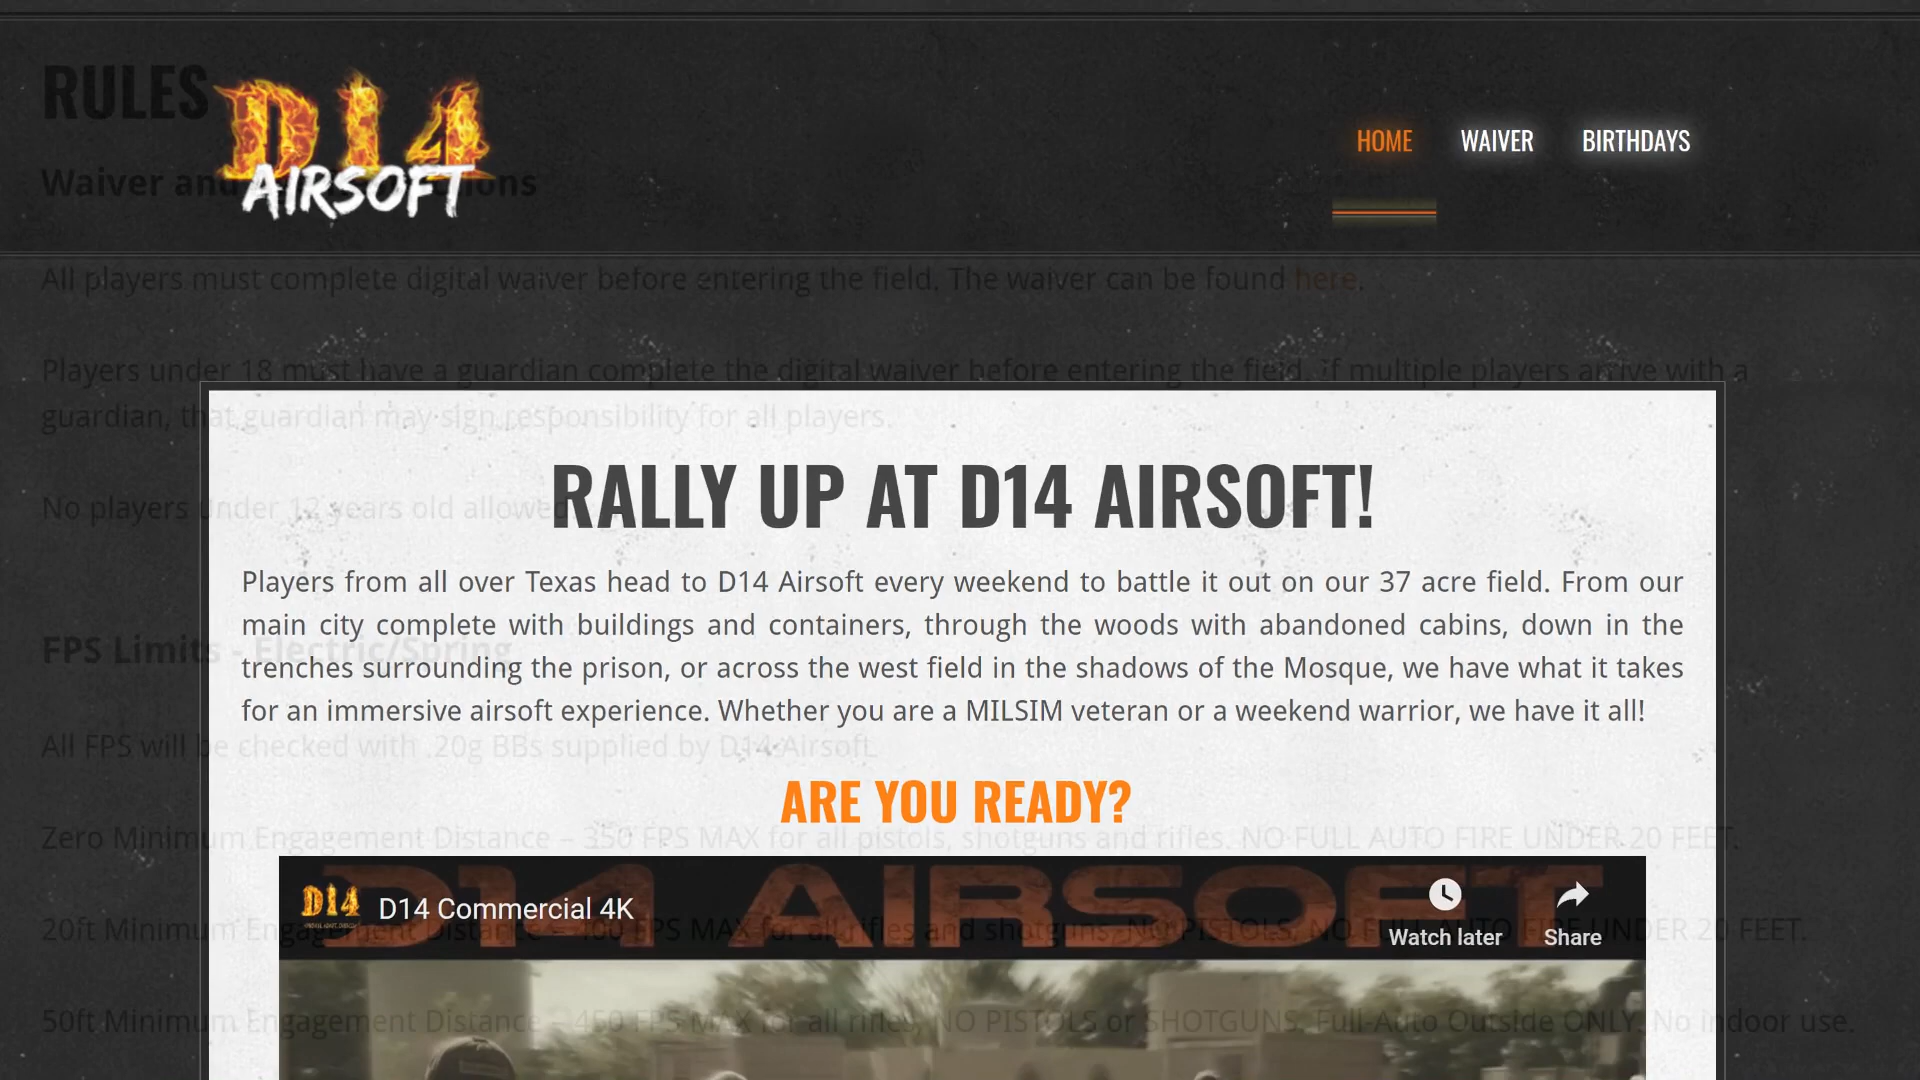 RULES
D14
AIRSOFT
HOME
WAIVER
BIRTHDAYS
Waiver and
All players must complete digital waiver before entering the field. The waiver can be found here.
Players under 18 must have a guardian complete the digital waiver before entering the field. If multiple players arrive with a
guardian, that guardian may sign responsibility for all players.
RALLY UP AT D14 AIRSOFT!
No players under 12 years old allowed
Players from all over Texas head to D14 Airsoft every weekend to battle it out on our 37 acre field. From our
main city complete with buildings and containers, through the woods with abandoned cabins, down in the
trenches surrounding the prison, or across the west field in the shadows of the Mosque, we have what it takes
for an immersive airsoft experience. Whether you are a MILSIM veteran or a weekend warrior, we have it all!
FPS Limits - Electric/Spring
All FPS will be checked with .20g BBs supplied by D14 Airsoft.
ARE YOU READY?
Zero Minimum Engagement Distance – 350 FPS MAX for all pistols, shotguns and rifles. NO FULL AUTO FIRE UNDER 20 FEET.
D14 AIRSOFT
D14
D14 Commercial 4K
Watch later
Share
20ft Minimum Engagement Distance – 400 FPS MAX for all rifles and shotguns. NO PISTOLS, NO FULL AUTO FIRE UNDER 20 FEET.
50ft Minimum Engagement Distance – 450 FPS MAX for all rifles, NO PISTOLS or SHOTGUNS. Full-Auto Outside ONLY. No indoor use.